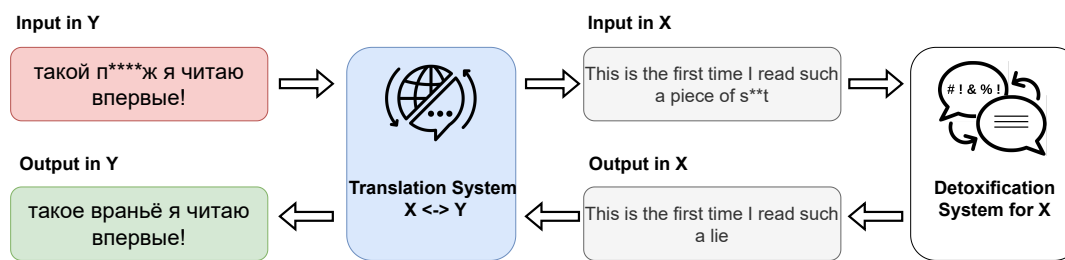 Input in Y
такой п****ж я читаю
впервые!
Input in X
This is the first time I read such
a piece of s**t
# ! & % !
Translation System
X <-> Y
Detoxification
System for X
Output in Y
такое враньё я читаю
впервые!
Output in X
This is the first time I read such
a lie